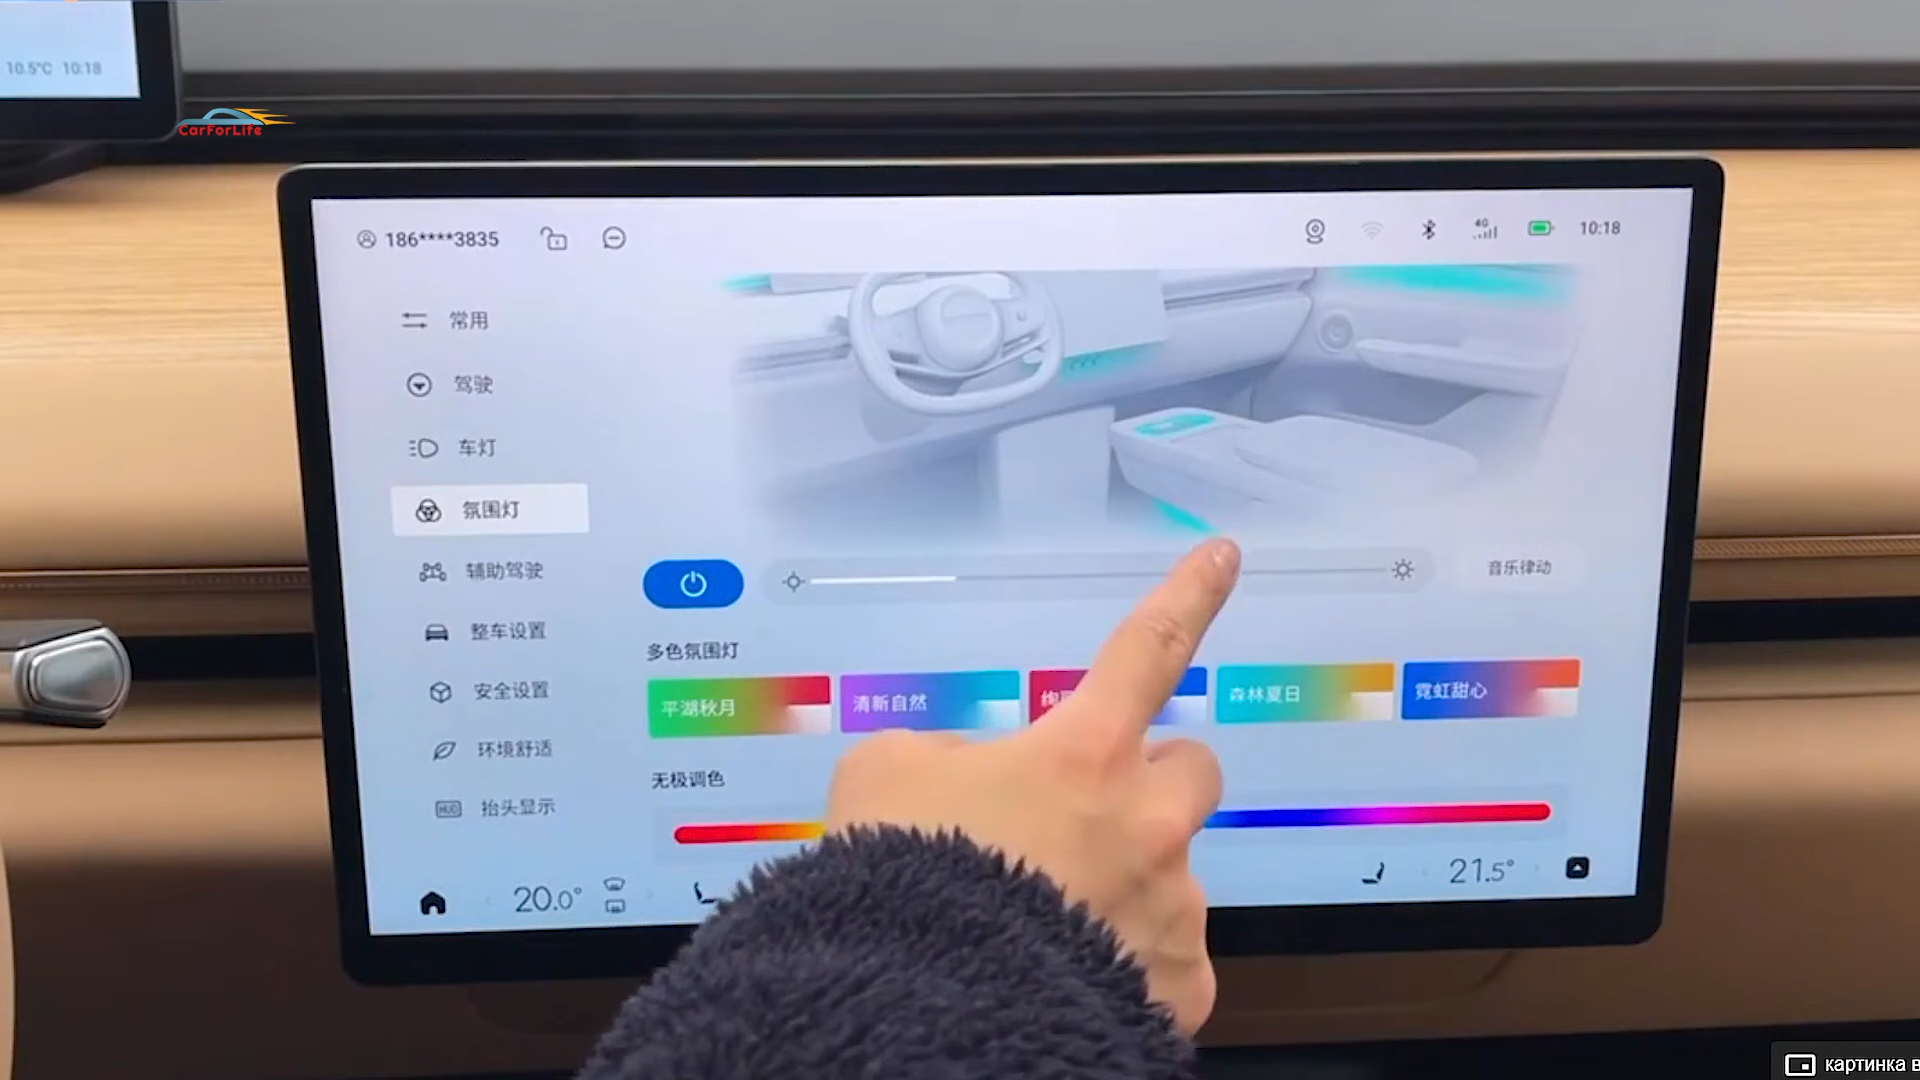 10.5°C 10:18
CarForLife
186****3835
4G
10:18
常用
驾驶
车灯
氛围灯
辅助驾驶
整车设置
安全设置
环境舒适
HUD 抬头显示
音乐律动
多色氛围灯
平湖秋月
清新自然
绚
森林夏日
霓虹甜心
无极调色
20.0°
21.5°
картинка в